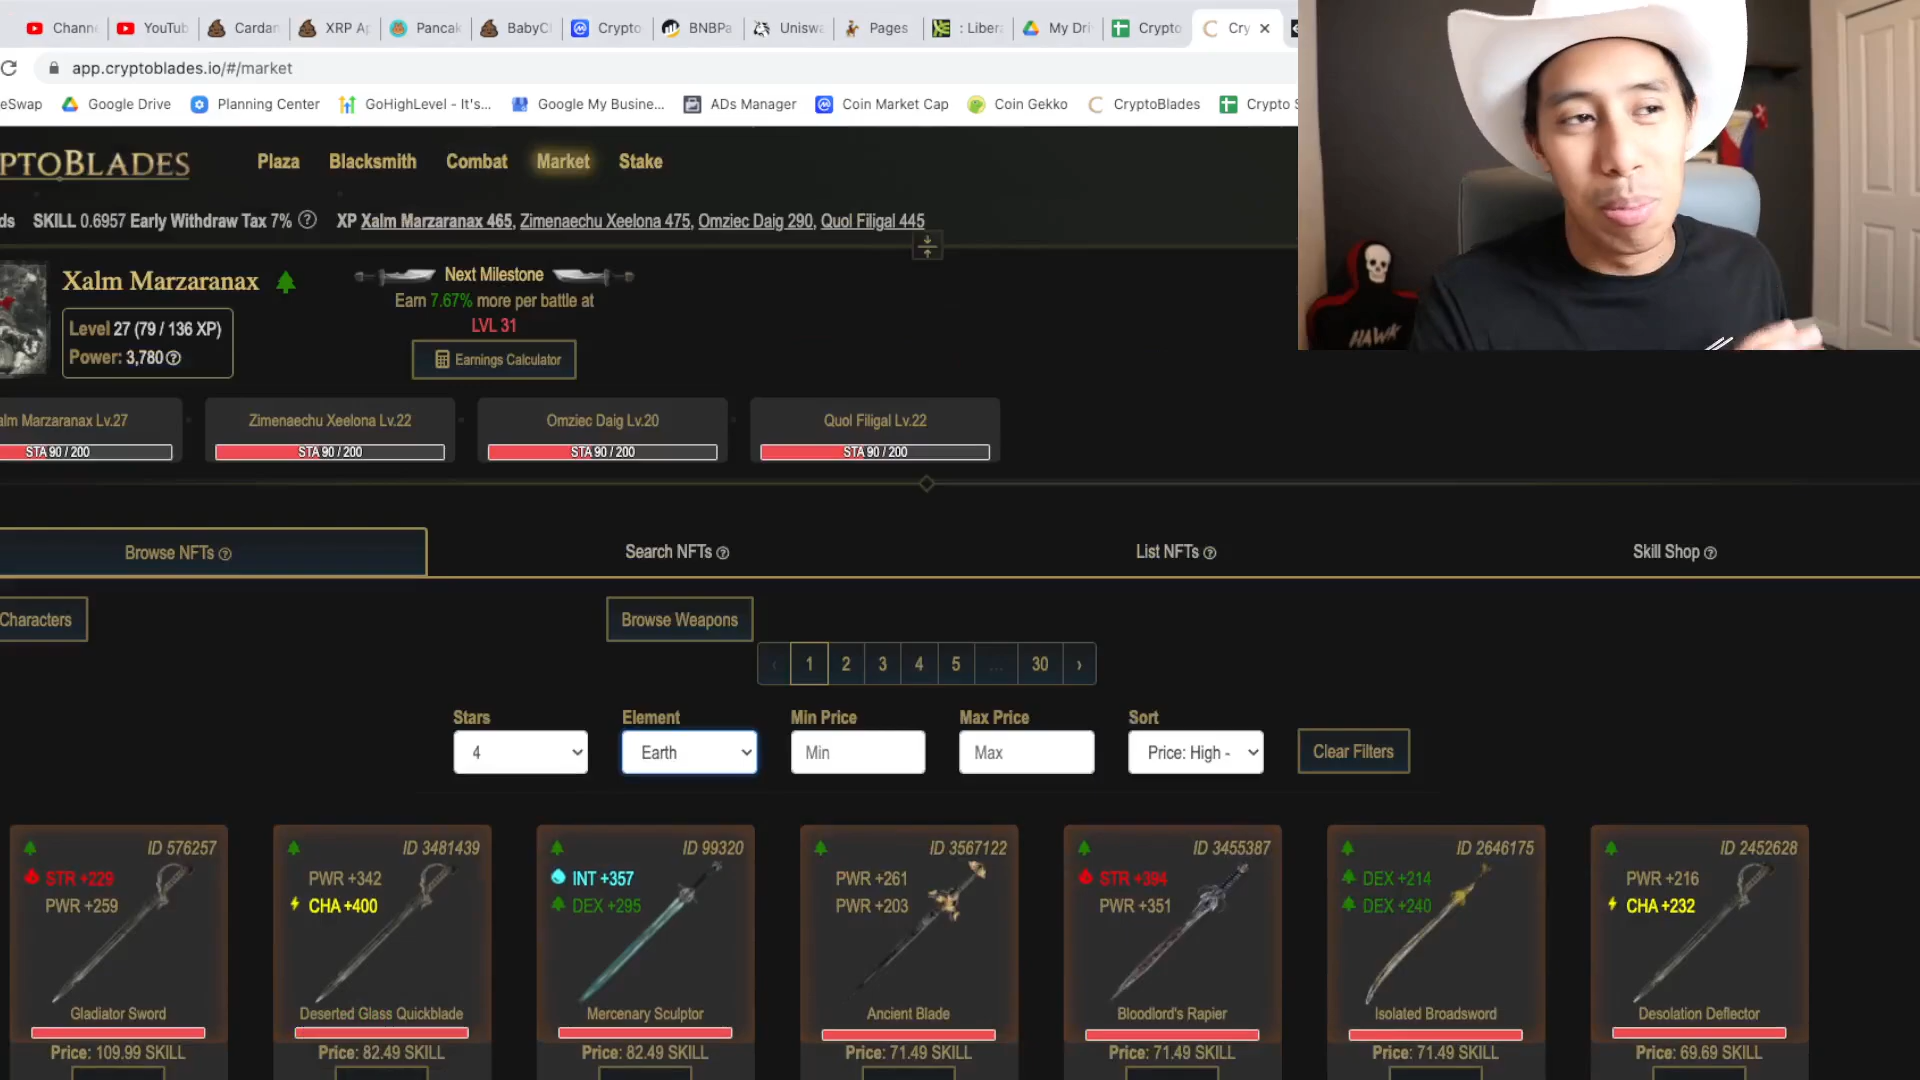 Channe
YouTub
Cardan
XRP Ap
Pancak
BabyCl
Crypto
BNBPa
Uniswa
Pages
: Libera
My Dri
Crypto
Cry
app.cryptoblades.io/#/market
eSwap
Google Drive
Planning Center
GoHighLevel - It's...
Google My Busine...
ADs Manager
Coin Market Cap
Coin Gekko
CryptoBlades
Crypto S
PTOBLADES
Plaza
Blacksmith
Combat
Market
Stake
ds SKILL 0.6957 Early Withdraw Tax 7% XP Xalm Marzaranax 465, Zimenaechu Xeelona 475, Omziec Daig 290, Quol Filigal 445
Xalm Marzaranax
Level 27 (79 / 136 XP)
Power: 3,780
Next Milestone
Earn 7.67% more per battle at
LVL 31
Earnings Calculator
alm Marzaranax Lv.27
STA 90 / 200
Zimenaechu Xeelona Lv.22
STA 90 / 200
Omziec Daig Lv.20
STA 90 / 200
Quol Filigal Lv.22
STA 90 / 200
HAWK
Browse NFTs
Search NFTs
List NFTs
Skill Shop
Characters
Browse Weapons
‹ 1 2 3 4 5 ... 30 ›
Stars
4
Element
Earth
Min Price
Min
Max Price
Max
Sort
Price: High -
Clear Filters
ID 576257
STR +229
PWR +259
Gladiator Sword
Price: 109.99 SKILL
ID 3481439
PWR +342
CHA +400
Deserted Glass Quickblade
Price: 82.49 SKILL
ID 99320
INT +357
DEX +295
Mercenary Sculptor
Price: 82.49 SKILL
ID 3567122
PWR +261
PWR +203
Ancient Blade
Price: 71.49 SKILL
ID 3455387
STR +394
PWR +351
Bloodlord's Rapier
Price: 71.49 SKILL
ID 2646175
DEX +214
DEX +240
Isolated Broadsword
Price: 71.49 SKILL
ID 2452628
PWR +216
CHA +232
Desolation Deflector
Price: 69.69 SKILL